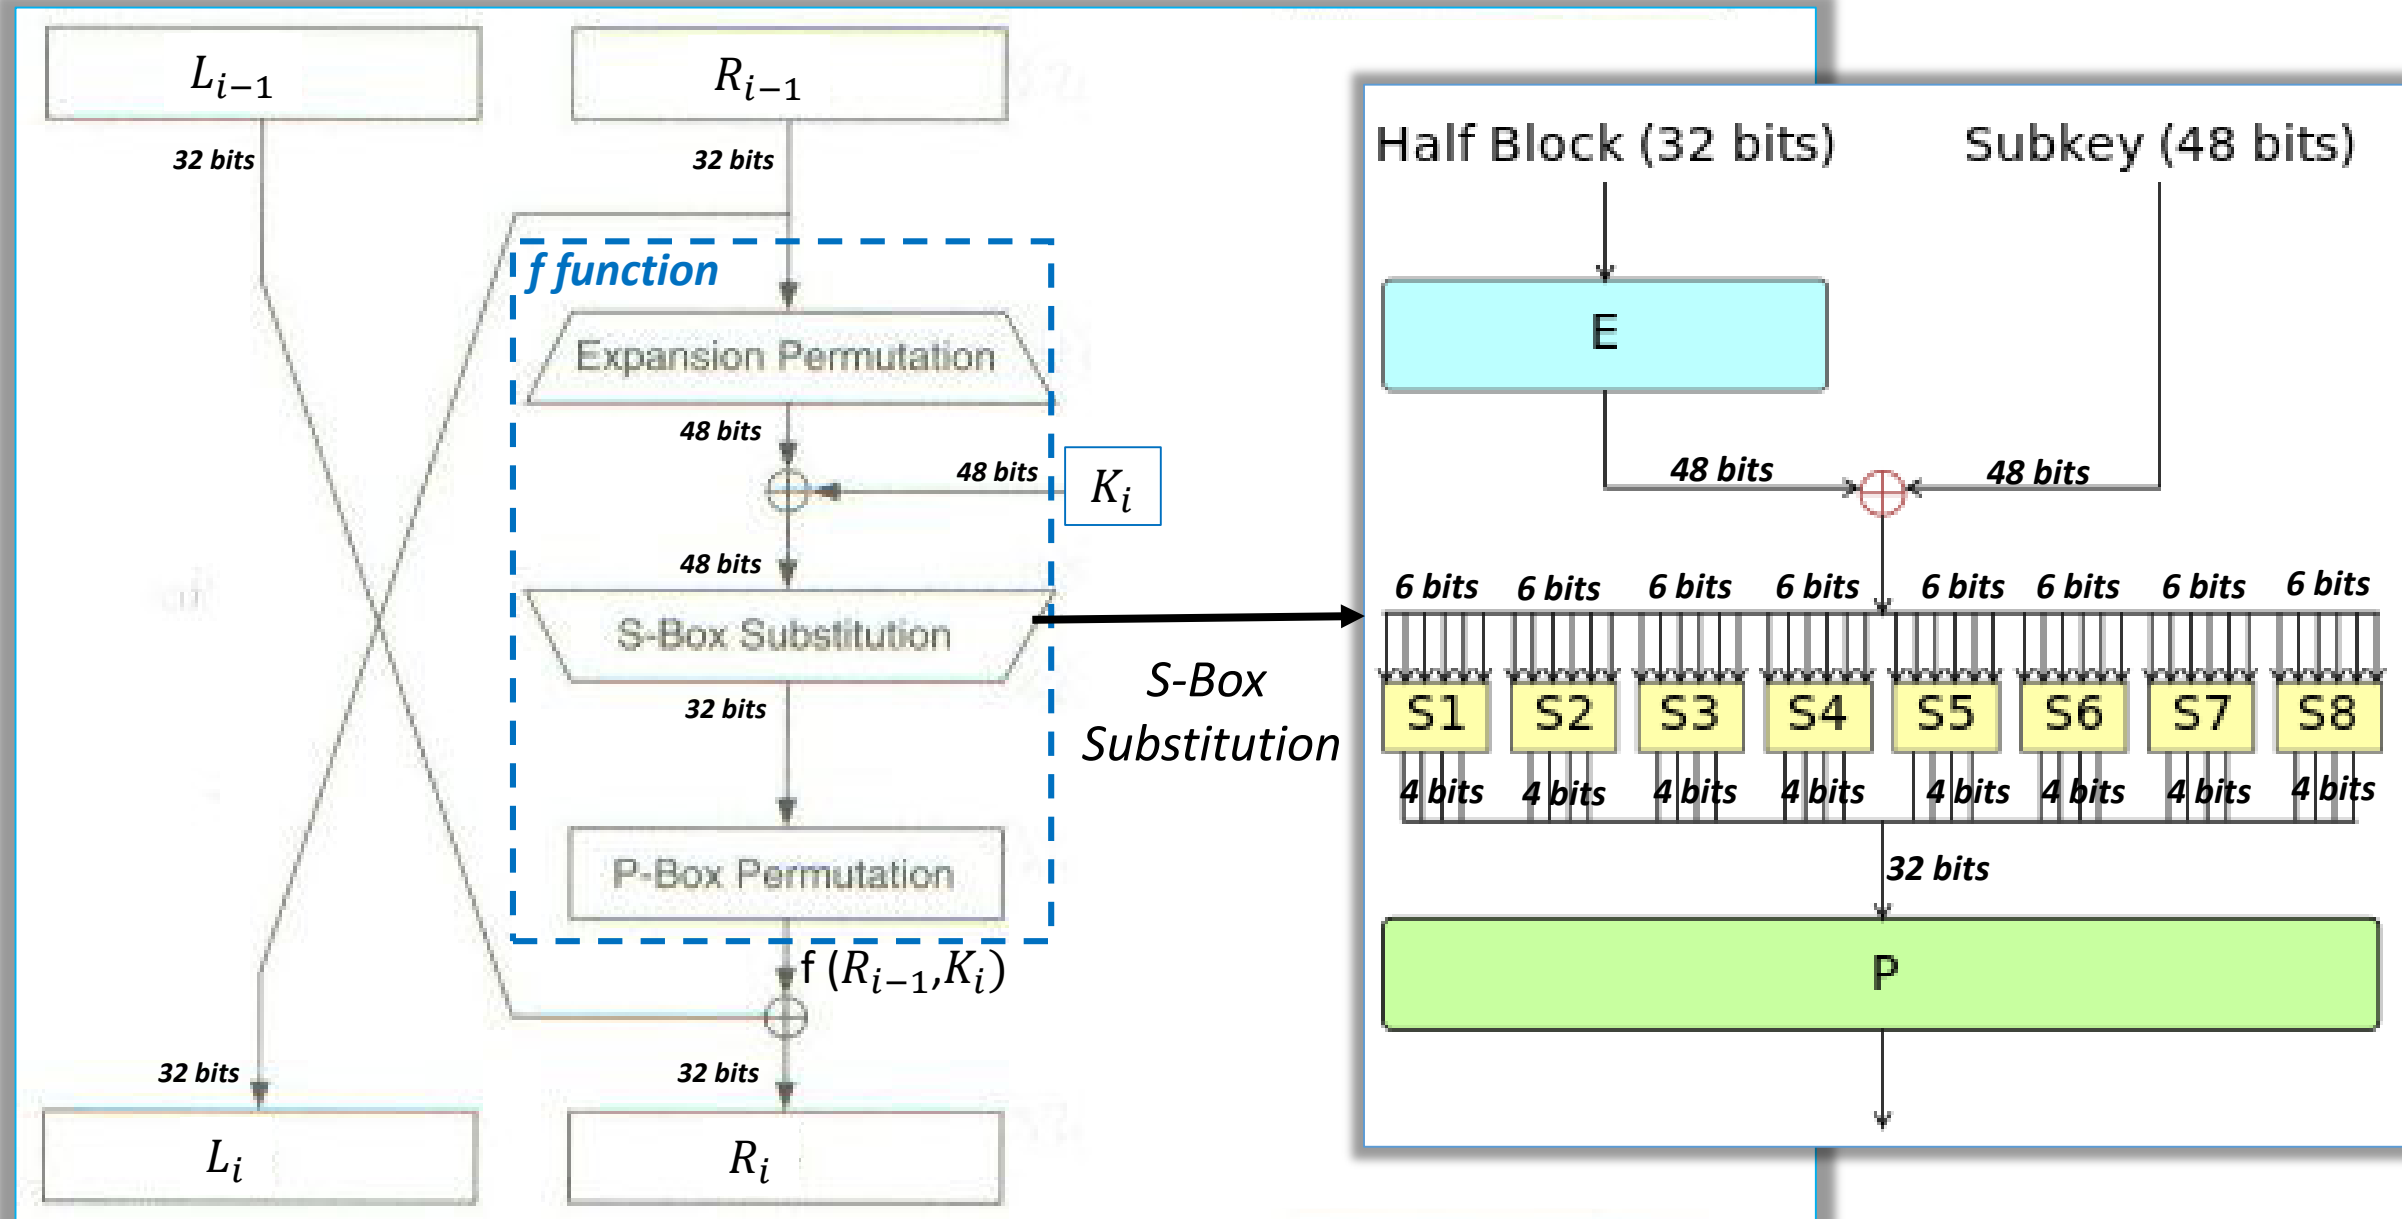 L_{i-1}
R_{i-1}
32 bits
32 bits
f function
Expansion Permutation
48 bits
48 bits
K_i
48 bits
S-Box Substitution
32 bits
P-Box Permutation
f (R_{i-1},K_i)
32 bits
32 bits
L_i
R_i
S-Box
Substitution
Half Block (32 bits)
Subkey (48 bits)
E
48 bits
48 bits
6 bits 6 bits 6 bits 6 bits 6 bits 6 bits 6 bits 6 bits
S1 S2 S3 S4 S5 S6 S7 S8
4 bits 4 bits 4 bits 4 bits 4 bits 4 bits 4 bits 4 bits
32 bits
P